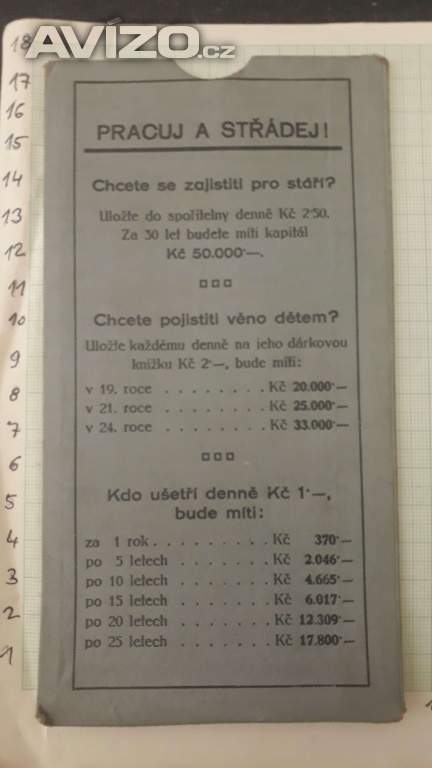 AVÍZO.cz
PRACUJ A STŘÁDEJ!
Chcete se zajistiti pro stáří?
Uložte do spořitelny denně Kč 2·50.
Za 30 let budete míti kapitál
Kč 50.000·—.
Chcete pojistiti věno dětem?
Uložte každému denně na jeho dárkovou
knížku Kč 2·—, bude míti:
v 19. roce . . . . . . . . Kč 20.000·—
v 21. roce . . . . . . . . Kč 25.000·—
v 24. roce . . . . . . . . Kč 33.000·—
Kdo ušetří denně Kč 1·—,
bude míti:
za 1 rok . . . . . . . . . Kč 370·—
po 5 letech . . . . . . . Kč 2.046·—
po 10 letech . . . . . . . Kč 4.665·—
po 15 letech . . . . . . . Kč 6.017·—
po 20 letech . . . . . . . Kč 12.309·—
po 25 letech . . . . . . . Kč 17.800·—
18
17
16
15
14
13
12
11
10
9
8
7
6
5
4
3
2
1